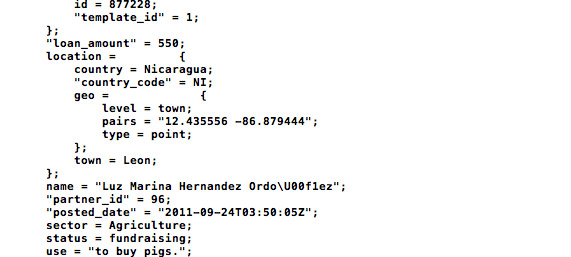 id = 877228;
"template_id" = 1;
};
"loan_amount" = 550;
location = {
country = Nicaragua;
"country_code" = NI;
geo = {
level = town;
pairs = "12.435556 -86.879444";
type = point;
};
town = Leon;
};
name = "Luz Marina Hernandez Ordo\U00f1ez";
"partner_id" = 96;
"posted_date" = "2011-09-24T03:50:05Z";
sector = Agriculture;
status = fundraising;
use = "to buy pigs.";